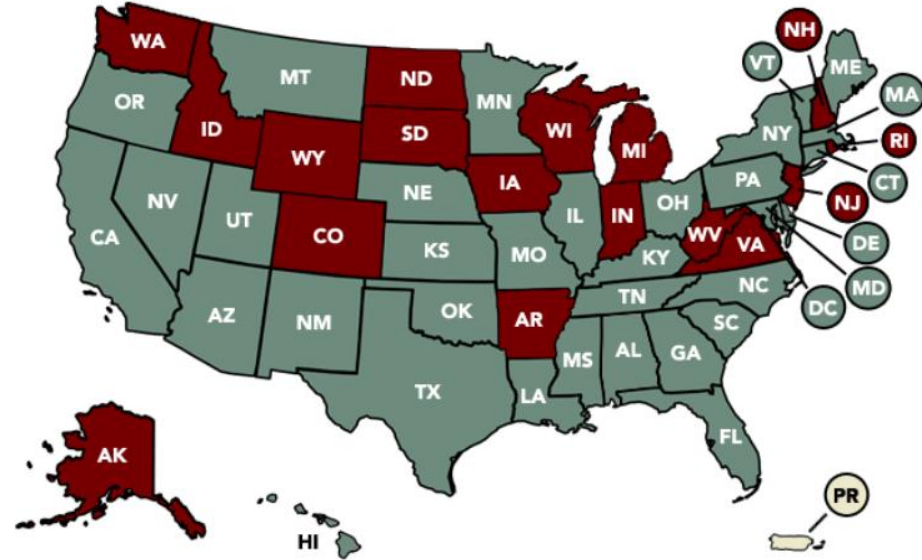 WA
MT
ND
MN
OR
ID
SD
WI
WY
MI
NH
VT
ME
MA
NY
RI
CT
PA
NJ
DE
MD
DC
IA
NE
NV
UT
CO
CA
KS
IL
IN
OH
WV
VA
MO
KY
NC
TN
AZ
NM
OK
AR
SC
MS
AL
GA
TX
LA
FL
AK
HI
PR